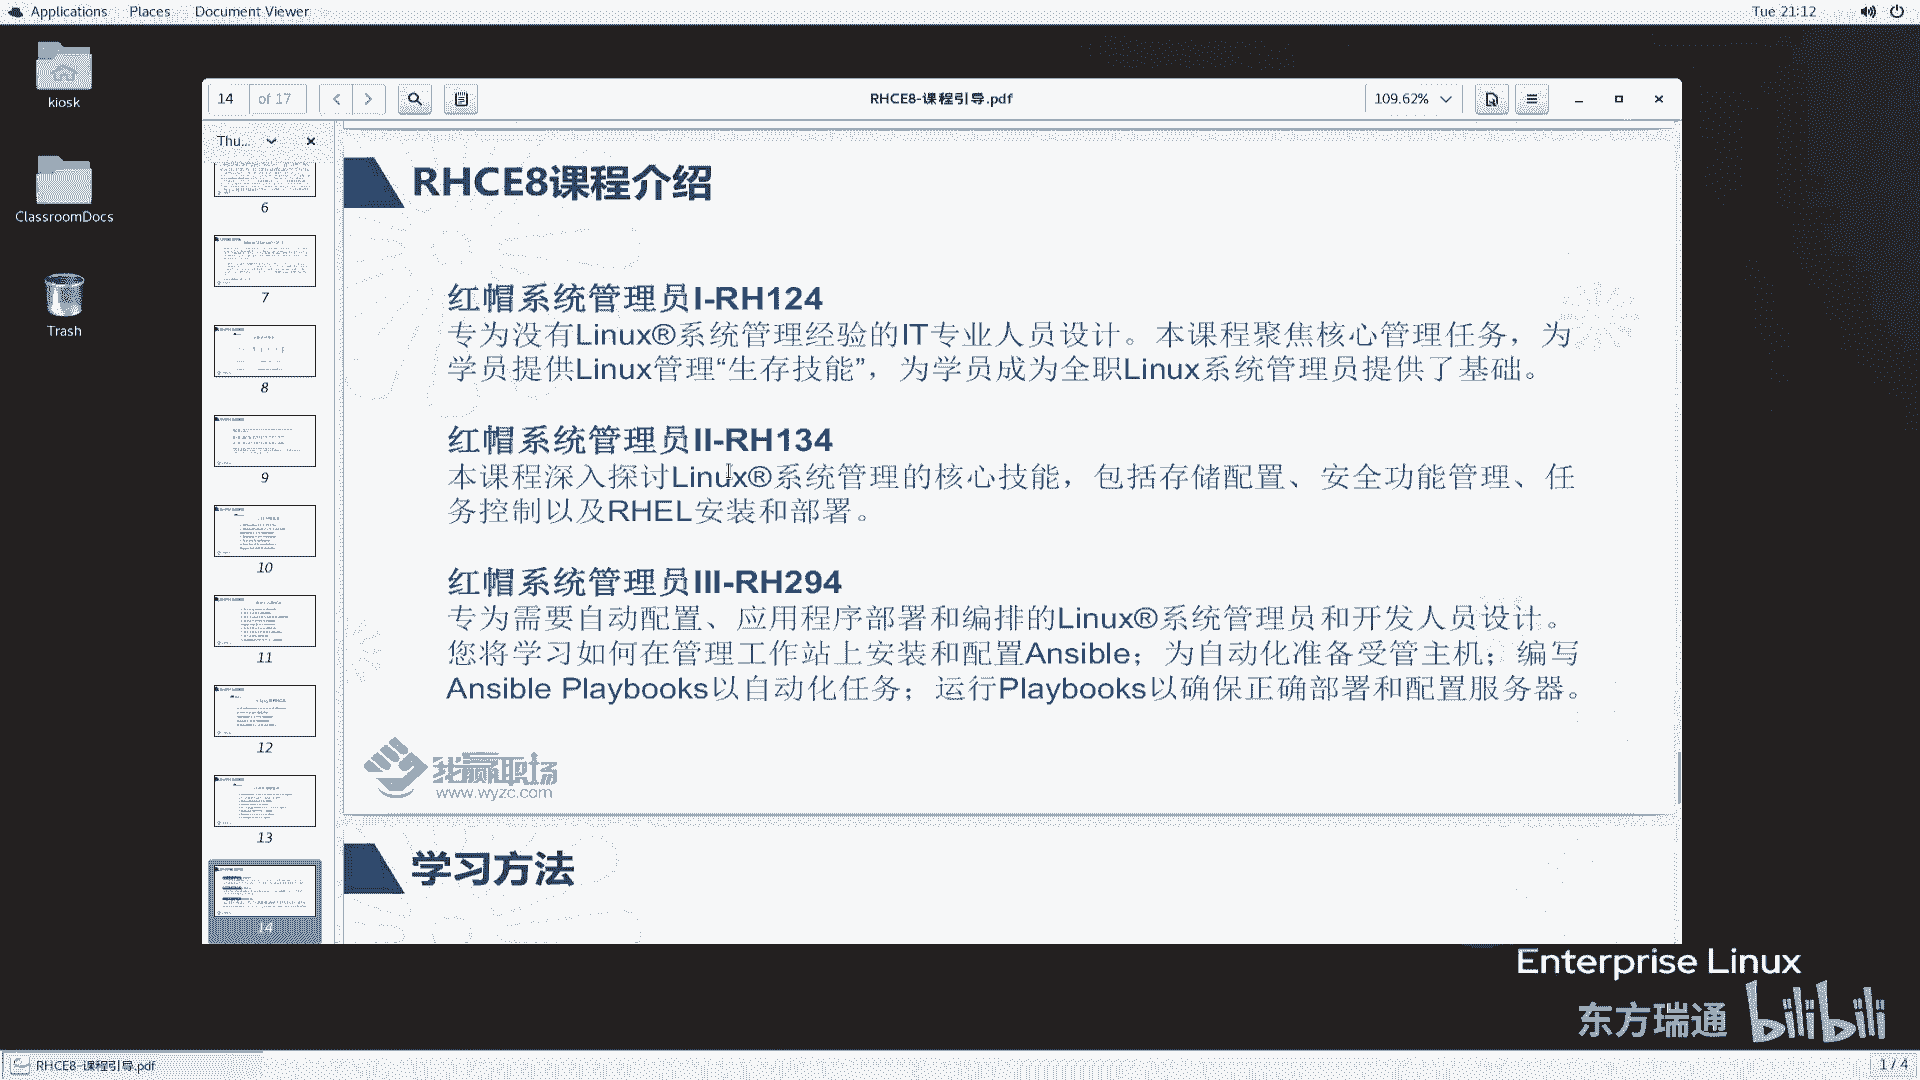 Applications Places Document Viewer Tue 21:12
kiosk
ClassroomDocs
Trash
14 of 17 RHCE8-课程引导.pdf 109.62%
Thu...
6
7
8
9
10
11
12
13
14
RHCE8课程介绍
红帽系统管理员I-RH124
专为没有Linux®系统管理经验的IT专业人员设计。本课程聚焦核心管理任务，为
学员提供Linux管理“生存技能”，为学员成为全职Linux系统管理员提供了基础。
红帽系统管理员II-RH134
本课程深入探讨Linux®系统管理的核心技能，包括存储配置、安全功能管理、任
务控制以及RHEL安装和部署。
红帽系统管理员III-RH294
专为需要自动配置、应用程序部署和编排的Linux®系统管理员和开发人员设计。
您将学习如何在管理工作站上安装和配置Ansible；为自动化准备受管主机；编写
Ansible Playbooks以自动化任务；运行Playbooks以确保正确部署和配置服务器。
我赢职场
www.wyzc.com
学习方法
Enterprise Linux
东方瑞通 bilibili
RHCE8-课程引导.pdf 1 / 4